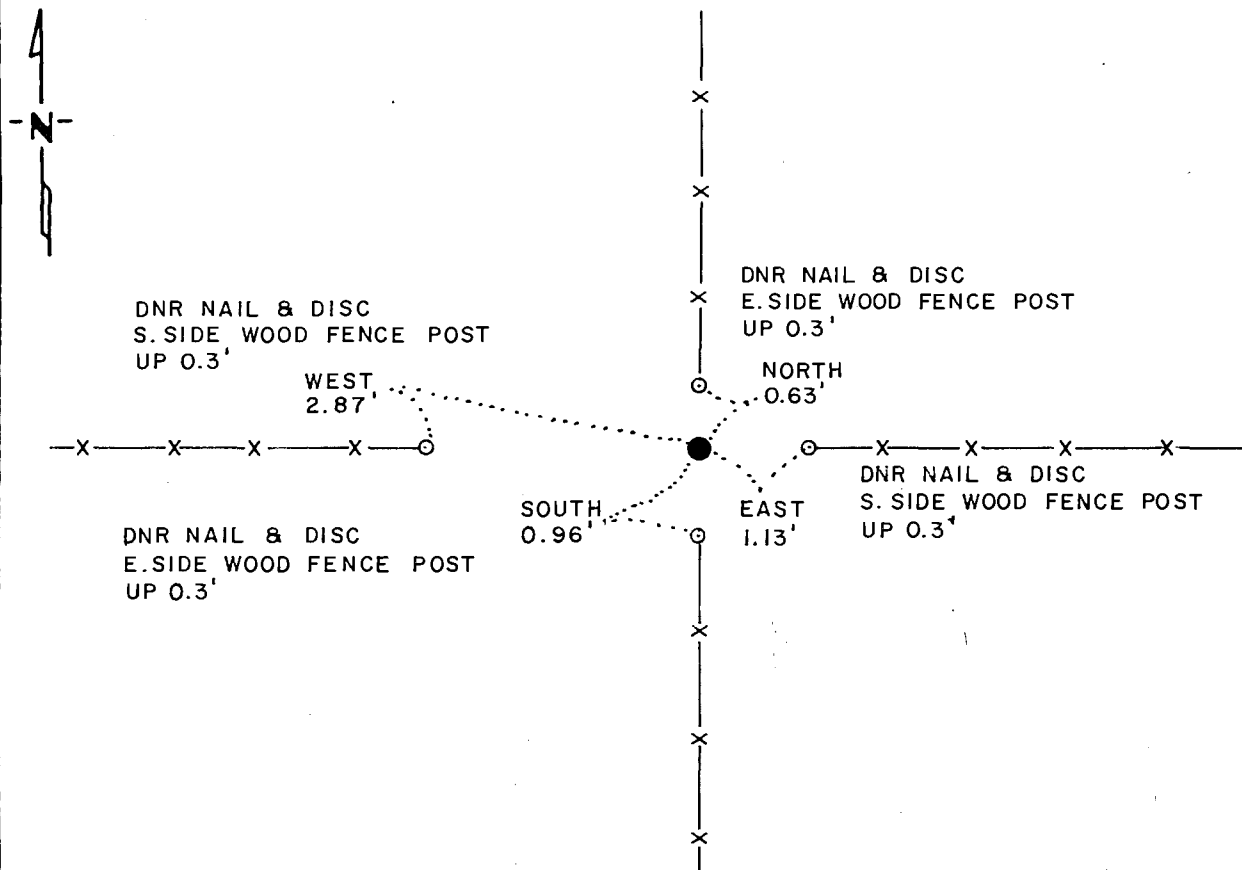 -N-
DNR NAIL & DISC
E. SIDE WOOD FENCE POST
UP 0.3'
DNR NAIL & DISC
S. SIDE WOOD FENCE POST
UP 0.3'
NORTH
0.63'
WEST
2.87'
DNR NAIL & DISC
S. SIDE WOOD FENCE POST
UP 0.3'
SOUTH
0.96'
EAST
1.13'
DNR NAIL & DISC
E. SIDE WOOD FENCE POST
UP 0.3'